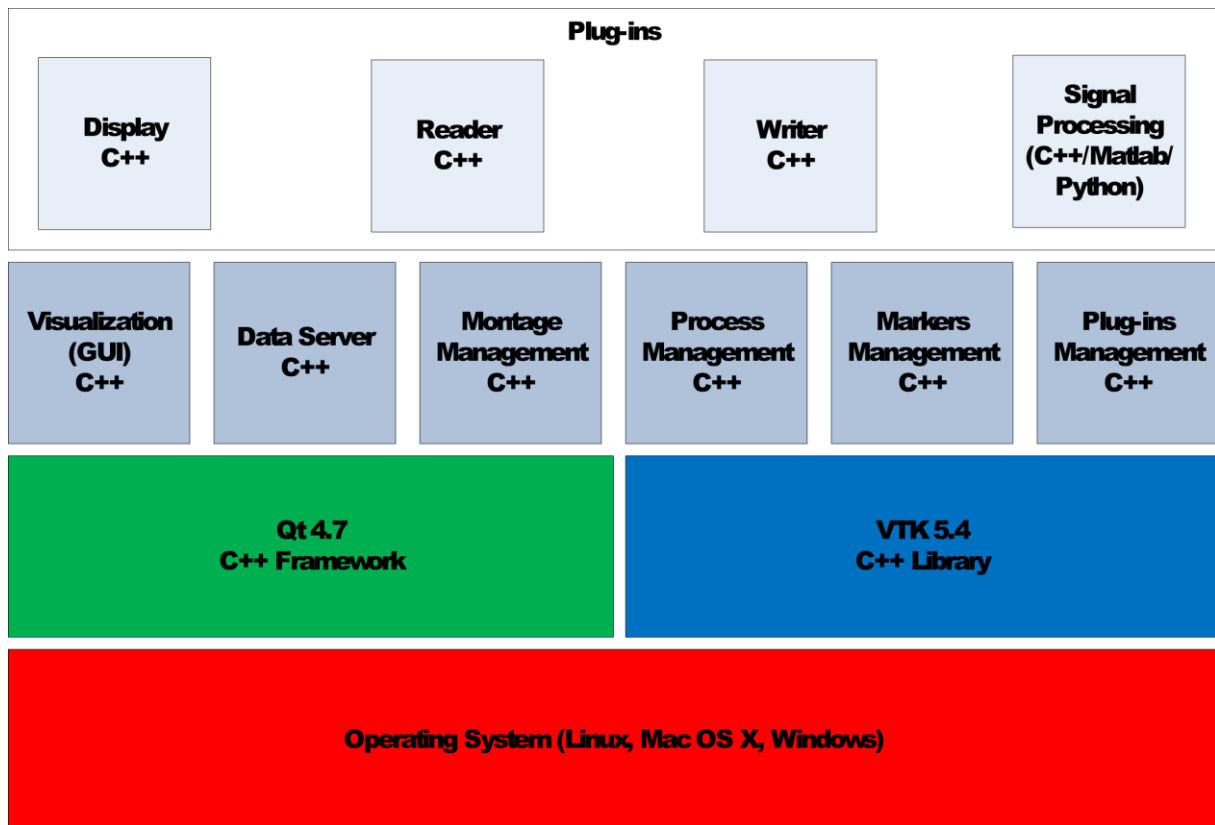 Plug-ins
Display
C++
Reader
C++
Writer
C++
Signal
Processing
(C++/Matlab/
Python)
Visualization
(GUI)
C++
Data Server
C++
Montage
Management
C++
Process
Management
C++
Markers
Management
C++
Plug-ins
Management
C++
Qt 4.7
C++ Framework
VTK 5.4
C++ Library
Operating System (Linux, Mac OS X, Windows)